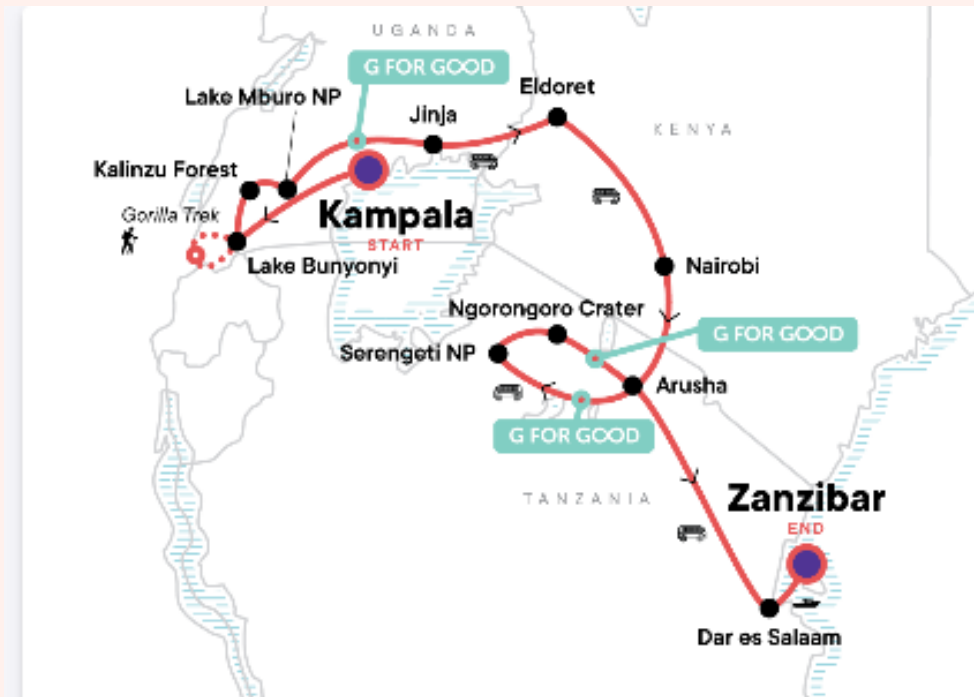 UGANDA
G FOR GOOD
Eldoret
Lake Mburo NP
Jinja
KENYA
Kalinzu Forest
Gorilla Trek
Kampala
START
Lake Bunyonyi
Nairobi
Ngorongoro Crater
G FOR GOOD
Serengeti NP
Arusha
G FOR GOOD
TANZANIA
Zanzibar
END
Dar es Salaam